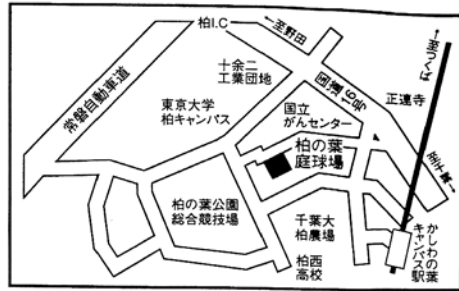 柏I.C
←至野田
↑至つくば
十余二
工業団地
国道16号
正連寺
常磐自動車道
東京大学
柏キャンパス
国立
がんセンター
柏の葉
庭球場
至千葉→
柏の葉公園
総合競技場
千葉大
柏農場
かしわの葉
キャンパス駅
柏西
高校